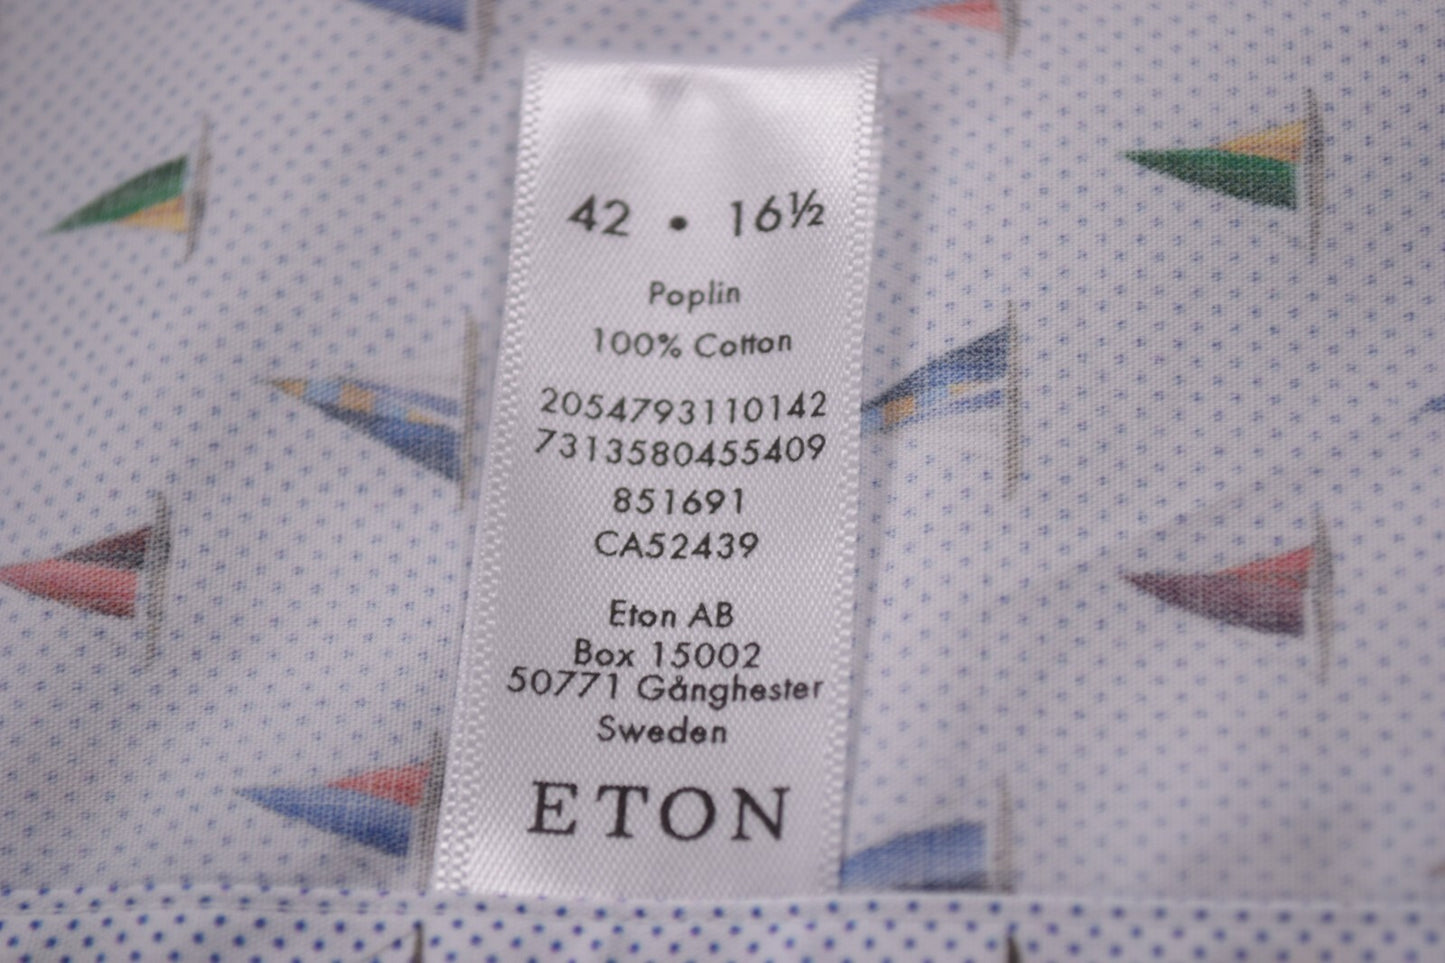 42 • 16½
Poplin
100% Cotton
2054793110142
7313580455409
851691
CA52439
Eton AB
Box 15002
50771 Gånghester
Sweden
ETON